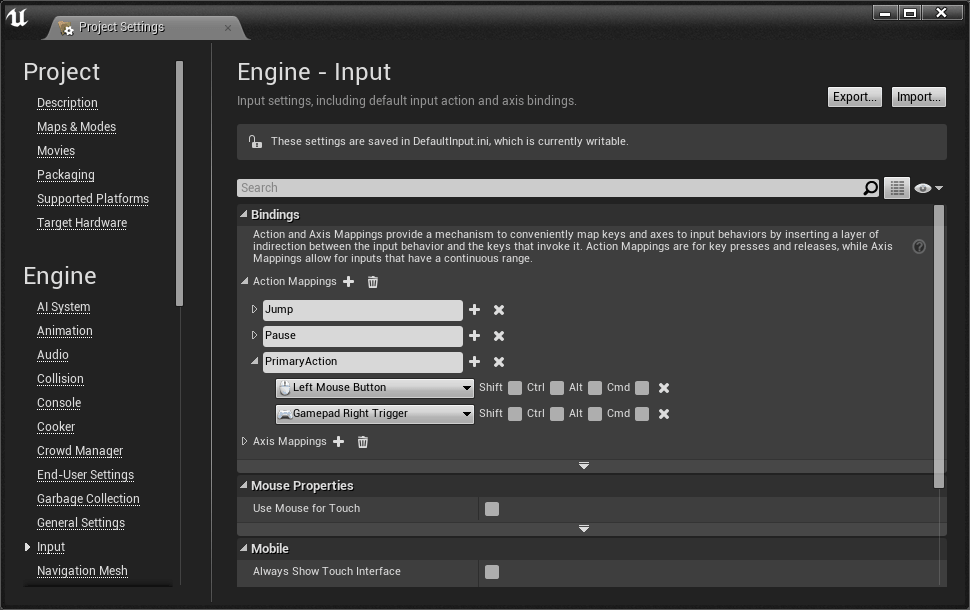 Project Settings
Project
Description
Maps & Modes
Movies
Packaging
Supported Platforms
Target Hardware
Engine
AI System
Animation
Audio
Collision
Console
Cooker
Crowd Manager
End-User Settings
Garbage Collection
General Settings
Input
Navigation Mesh
Engine - Input
Input settings, including default input action and axis bindings.
Export... Import...
These settings are saved in DefaultInput.ini, which is currently writable.
Search
Bindings
Action and Axis Mappings provide a mechanism to conveniently map keys and axes to input behaviors by inserting a layer of
indirection between the input behavior and the keys that invoke it. Action Mappings are for key presses and releases, while Axis
Mappings allow for inputs that have a continuous range.
Action Mappings
Jump
Pause
PrimaryAction
Left Mouse Button Shift Ctrl Alt Cmd
Gamepad Right Trigger Shift Ctrl Alt Cmd
Axis Mappings
Mouse Properties
Use Mouse for Touch
Mobile
Always Show Touch Interface